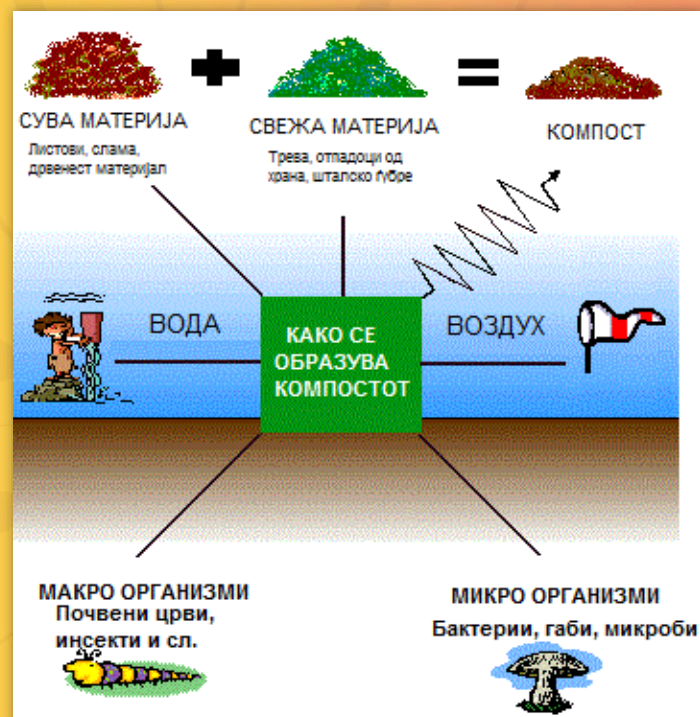 СУВА МАТЕРИЈА
Листови, слама,
дрвенест материјал
СВЕЖА МАТЕРИЈА
Трева, отпадоци од
храна, шталско ѓубре
КОМПОСТ
ВОДА
КАКО СЕ
ОБРАЗУВА
КОМПОСТОТ
ВОЗДУХ
МАКРО ОРГАНИЗМИ
Почвени црви,
инсекти и сл.
МИКРО ОРГАНИЗМИ
Бактерии, габи, микроби